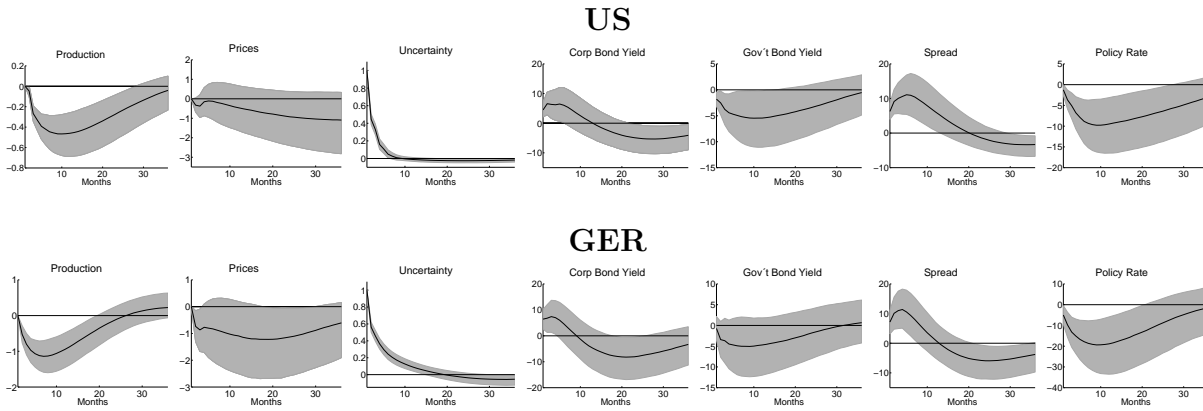 US
Production
0.2
0
−0.2
−0.4
−0.6
−0.8
10 20 30
Months
Prices
2
1
0
−1
−2
−3
10 20 30
Months
Uncertainty
1
0.8
0.6
0.4
0.2
0
10 20 30
Months
Corp Bond Yield
20
10
0
−10
10 20 30
Months
Gov´t Bond Yield
5
0
−5
−10
−15
10 20 30
Months
Spread
20
10
0
−10
10 20 30
Months
Policy Rate
5
0
−5
−10
−15
−20
10 20 30
Months
GER
Production
1
0
−1
−2
10 20 30
Months
Prices
1
0
−1
−2
−3
10 20 30
Months
Uncertainty
1
0.8
0.6
0.4
0.2
0
10 20 30
Months
Corp Bond Yield
20
10
0
−10
−20
10 20 30
Months
Gov´t Bond Yield
10
5
0
−5
−10
−15
10 20 30
Months
Spread
20
10
0
−10
10 20 30
Months
Policy Rate
10
0
−10
−20
−30
−40
10 20 30
Months